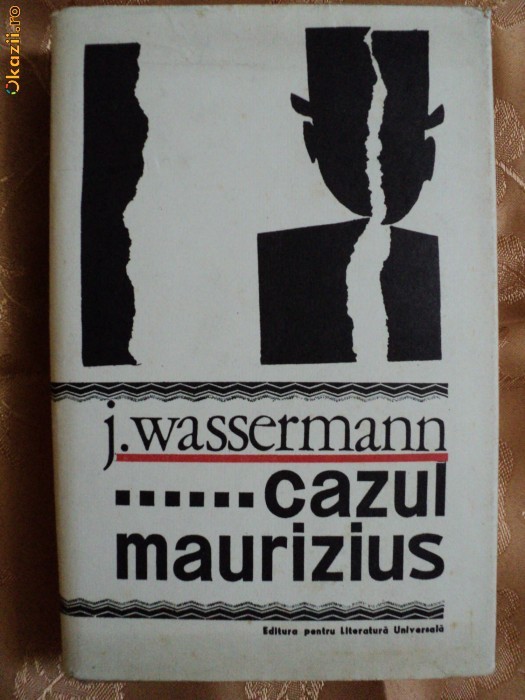 Okazii.ro
j.wassermann
......cazul
maurizius
Editura pentru Literatură Universală